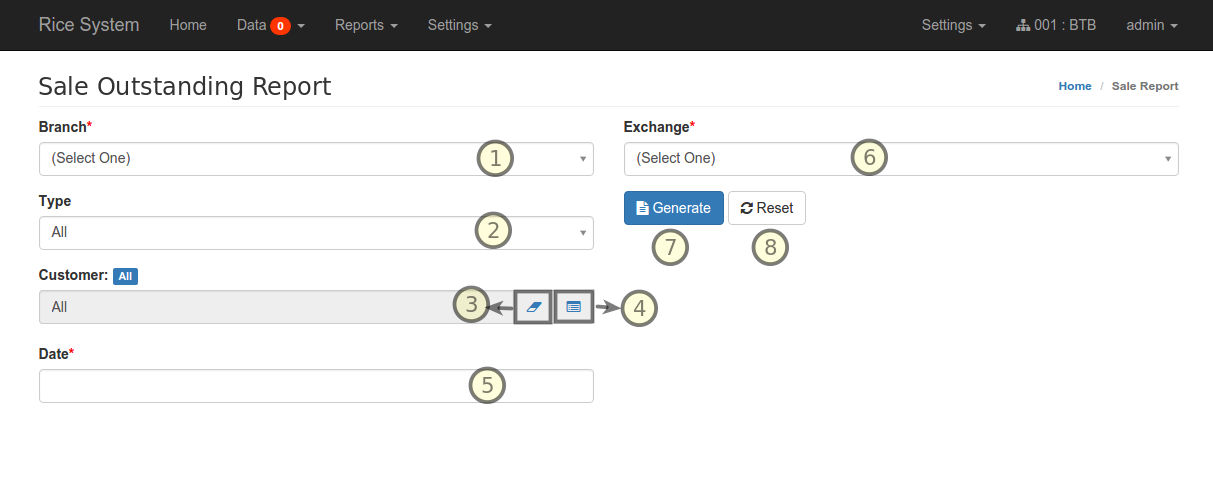 Rice System Home Data 0 Reports Settings Settings 001 : BTB admin
Sale Outstanding Report
Home / Sale Report
Branch*
(Select One) 1
Type
All 2
Customer: All
All 3 4
Date*
5
Exchange*
(Select One) 6
Generate Reset
7 8